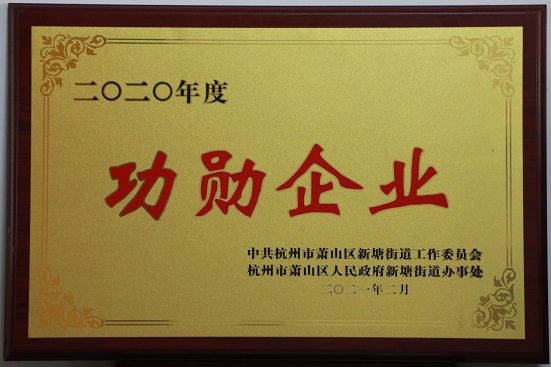 二〇二〇年度
功勋企业
中共杭州市萧山区新塘街道工作委员会
杭州市萧山区人民政府新塘街道办事处
二〇二一年二月